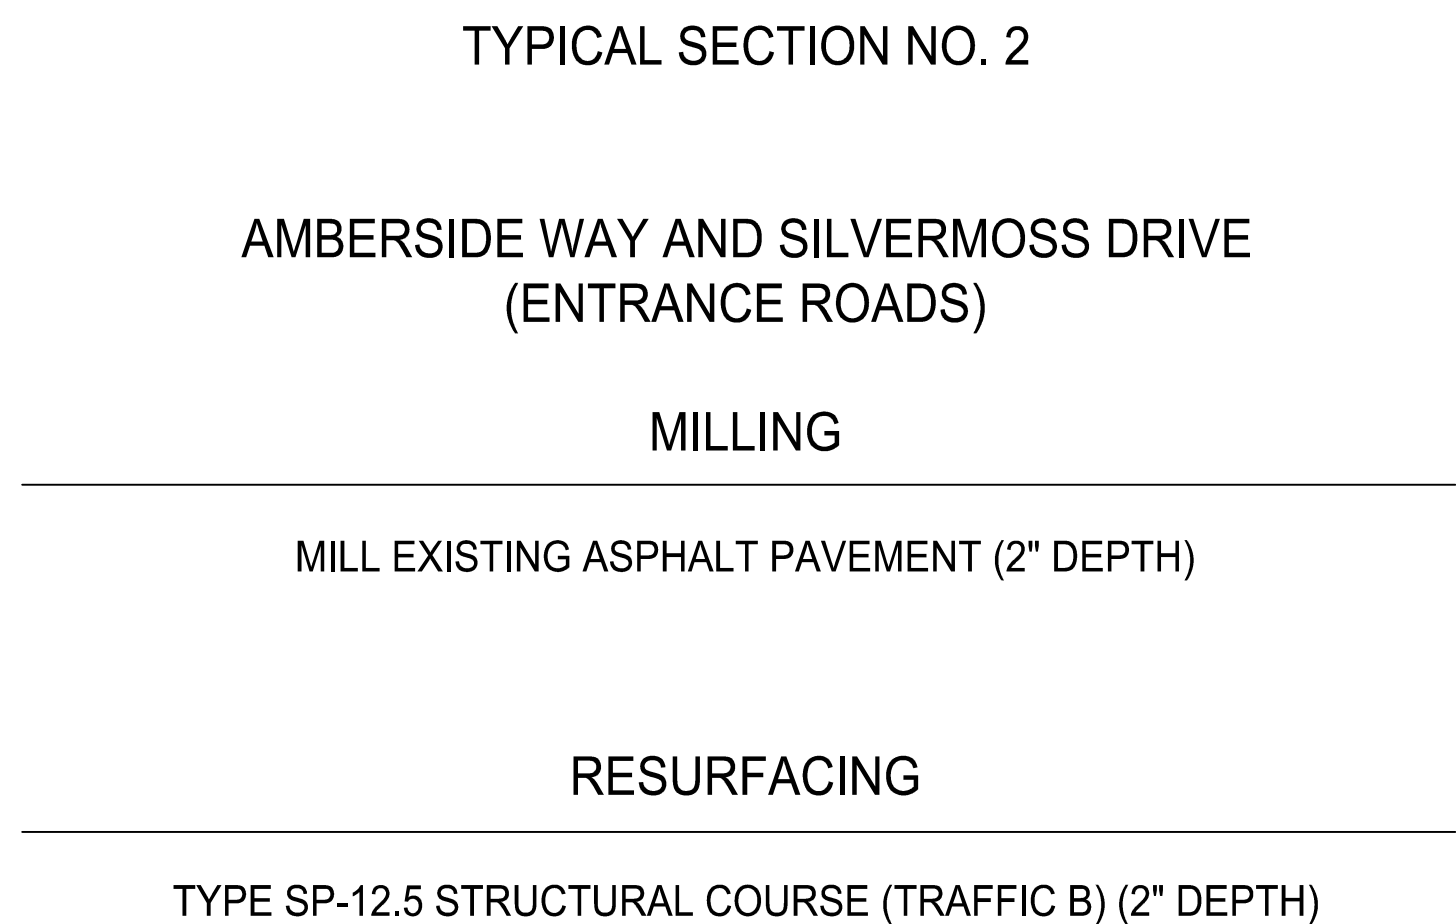 TYPICAL SECTION NO. 2
AMBERSIDE WAY AND SILVERMOSS DRIVE
(ENTRANCE ROADS)
MILLING
MILL EXISTING ASPHALT PAVEMENT (2" DEPTH)
RESURFACING
TYPE SP-12.5 STRUCTURAL COURSE (TRAFFIC B) (2" DEPTH)